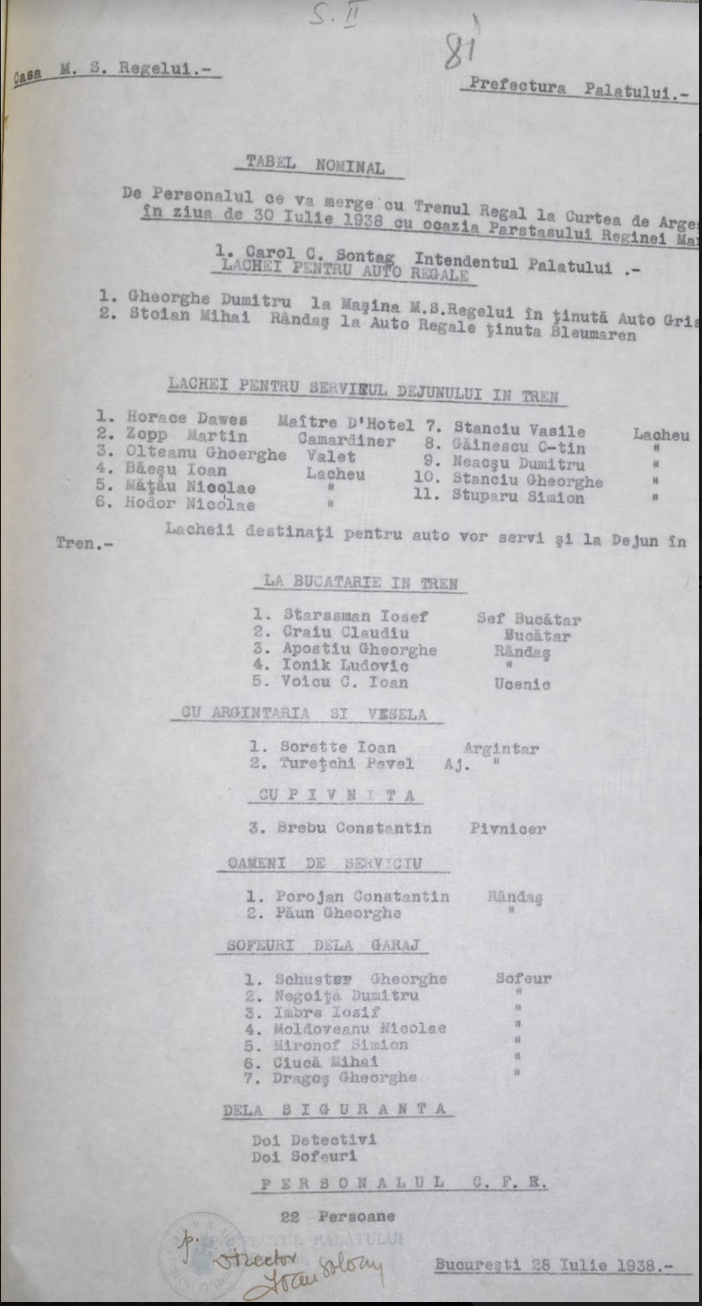 S. II
81
Casa M. S. Regelui.-
Prefectura Palatului.-
TABEL NOMINAL
De Personalul ce va merge cu Trenul Regal la Curtea de Arge
în ziua de 30 Iulie 1938 cu ocazia Parstasului Reginei Mar
1. Carol C. Sontag Intendentul Palatului .-
LACHEI PENTRU AUTO REGALE
1. Gheorghe Dumitru la Maşina M.S.Regelui în ţinută Auto Gris
2. Stoian Mihai Rândaş la Auto Regale ţinuta Bleumaren
LACHEI PENTRU SERVIEUL DEJUNULUI IN TREN
1. Horace Dawes Maître D'Hotel 7. Stanciu Vasile Lacheu
2. Zopp Martin Camardiner 8. Găinescu C-tin "
3. Olteanu Ghoerghe Valet 9. Neacşu Dumitru "
4. Băeşu Ioan Lacheu 10. Stanciu Gheorghe "
5. Măţău Nicolae " 11. Stuparu Simion "
6. Hodor Nicolae "
Lacheii destinaţi pentru auto vor servi şi la Dejun în
Tren.-
LA BUCATARIE IN TREN
1. Starssman Iosef Sef Bucătar
2. Craiu Claudiu Bucătar
3. Apostiu Gheorghe Rândaş
4. Ionik Ludovic "
5. Voicu C. Ioan Ucenic
CU ARGINTARIA SI VESELA
1. Sorette Ioan Argintar
2. Tureţchi Pavel Aj. "
CU P I V N I T A
3. Brebu Constantin Pivnicer
OAMENI DE SERVICIU
1. Porojan Constantin Rândaş
2. Păun Gheorghe "
SOFEURI DELA GARAJ
1. Schuster Gheorghe Sofeur
2. Negoiţă Dumitru "
3. Imbre Iosif "
4. Moldoveanu Nicolae "
5. Mironof Simion "
6. Ciucă Mihai "
7. Dragoş Gheorghe "
DELA S I G U R A N T A
Doi Detectivi
Doi Sofeuri
P E R S O N A L U L C. F. R.
22 Persoane
PALATULUI
p. Director
Bucureşti 28 Iulie 1938.-